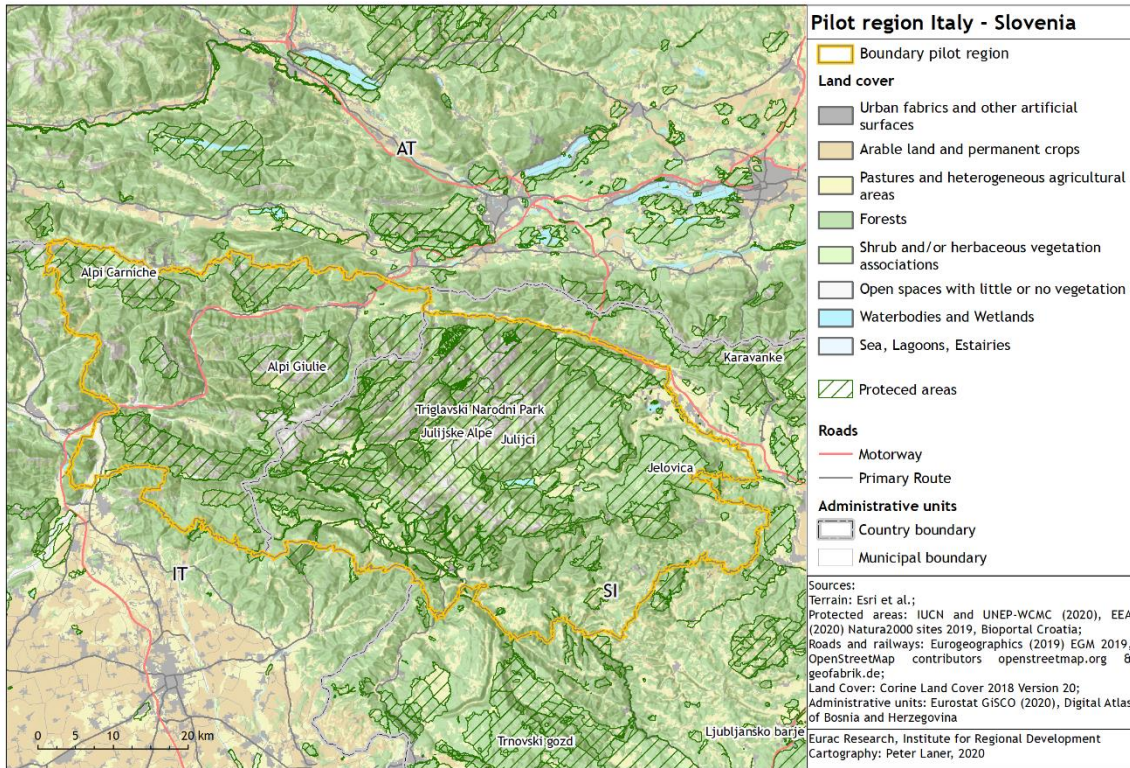 AT
Alpi Carniche
Karavanke
Alpi Giulie
Triglavski Narodni Park
Julijske Alpe
Julijci
Jelovica
IT
SI
Trnovski gozd
Ljubljansko barje
0 5 10 20 km
Pilot region Italy - Slovenia
Boundary pilot region
Land cover
Urban fabrics and other artificial
surfaces
Arable land and permanent crops
Pastures and heterogeneous agricultural
areas
Forests
Shrub and/or herbaceous vegetation
associations
Open spaces with little or no vegetation
Waterbodies and Wetlands
Sea, Lagoons, Estairies
Proteced areas
Roads
Motorway
Primary Route
Administrative units
Country boundary
Municipal boundary
Sources:
Terrain: Esri et al.;
Protected areas: IUCN and UNEP-WCMC (2020), EEA
(2020) Natura2000 sites 2019, Bioportal Croatia;
Roads and railways: Eurogeographics (2019) EGM 2019,
OpenStreetMap contributors openstreetmap.org &
geofabrik.de;
Land Cover: Corine Land Cover 2018 Version 20;
Administrative units: Eurostat GiSCO (2020), Digital Atlas
of Bosnia and Herzegovina
Eurac Research, Institute for Regional Development
Cartography: Peter Laner, 2020